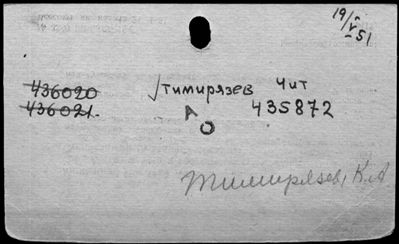 19/V 51
436020
436021.
√тимирязев Чит
435872
А
О
Тимирязев, К.А